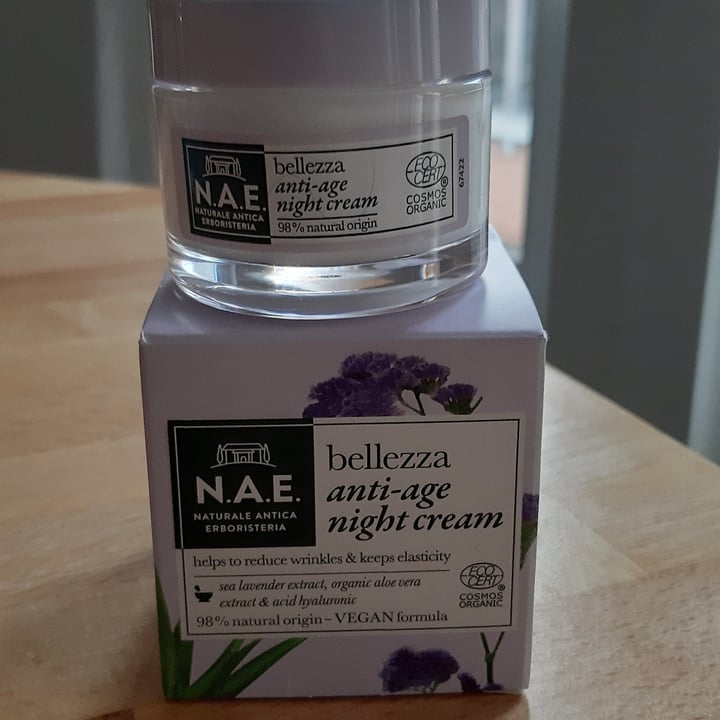 N.A.E.
NATURALE ANTICA
ERBORISTERIA
bellezza
anti-age
night cream
98% natural origin
ECO
CERT®
COSMOS
ORGANIC
67422
N.A.E.
NATURALE ANTICA
ERBORISTERIA
bellezza
anti-age
night cream
helps to reduce wrinkles & keeps elasticity
sea lavender extract, organic aloe vera
extract & acid hyaluronic
98% natural origin – VEGAN formula
ECO
CERT®
COSMOS
ORGANIC